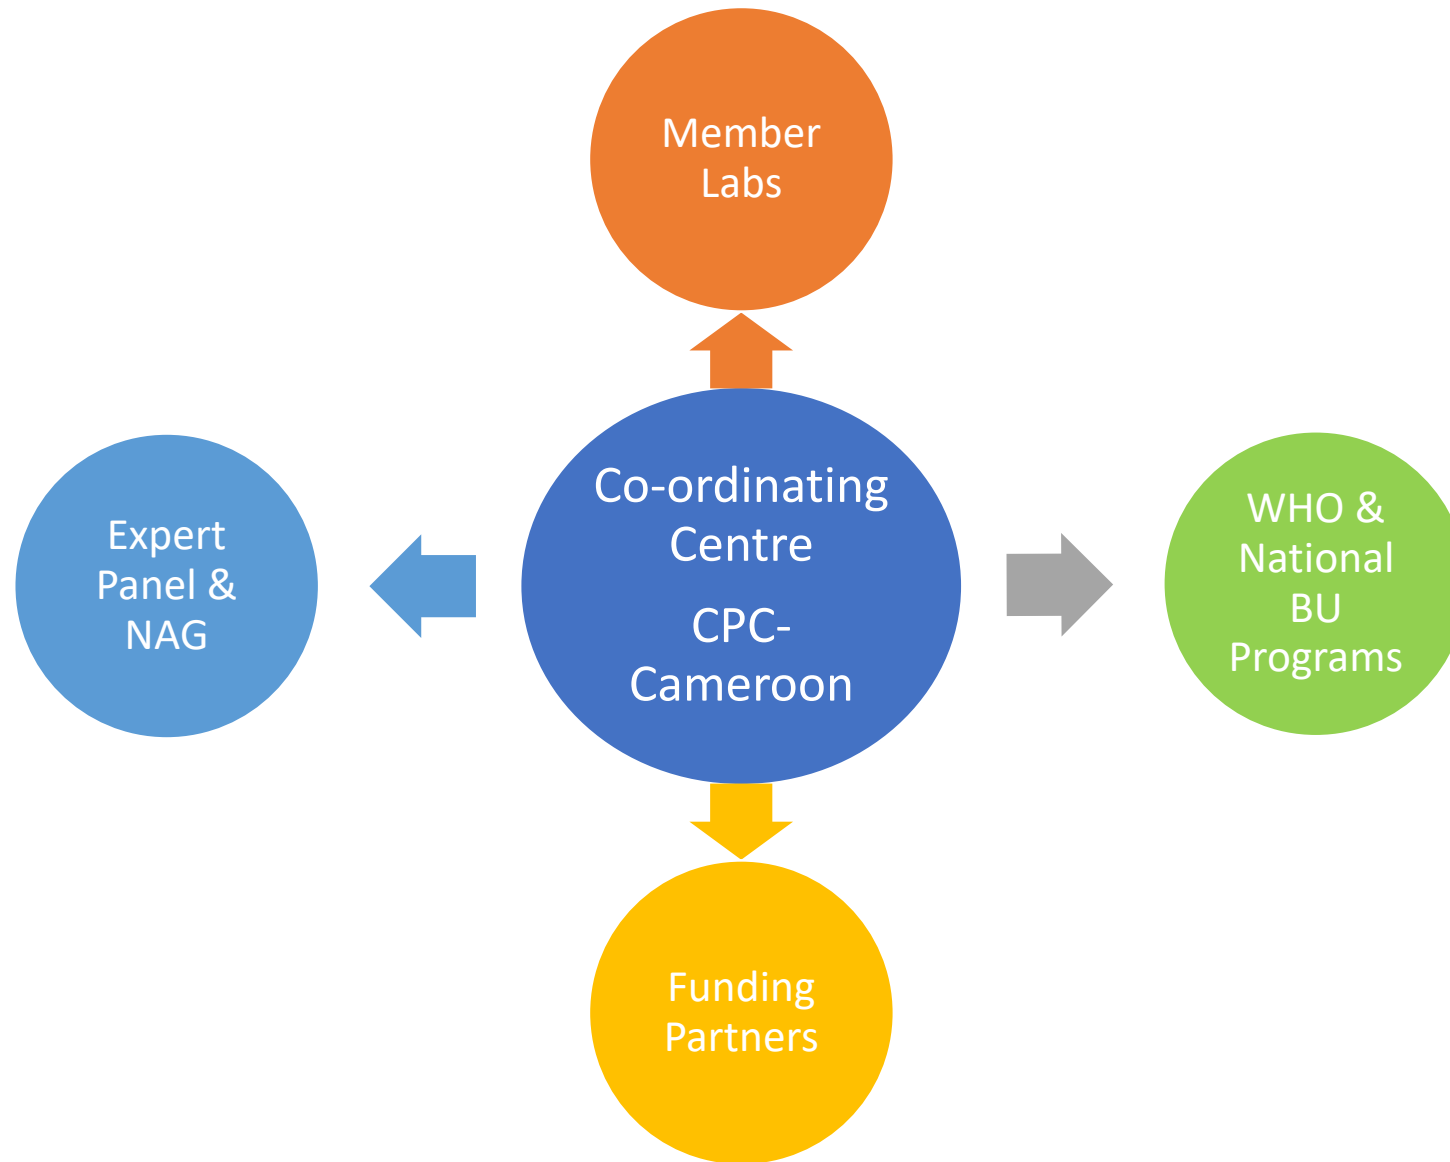 Member
Labs
Expert
Panel &
NAG
Co-ordinating
Centre
CPC-
Cameroon
WHO &
National
BU
Programs
Funding
Partners